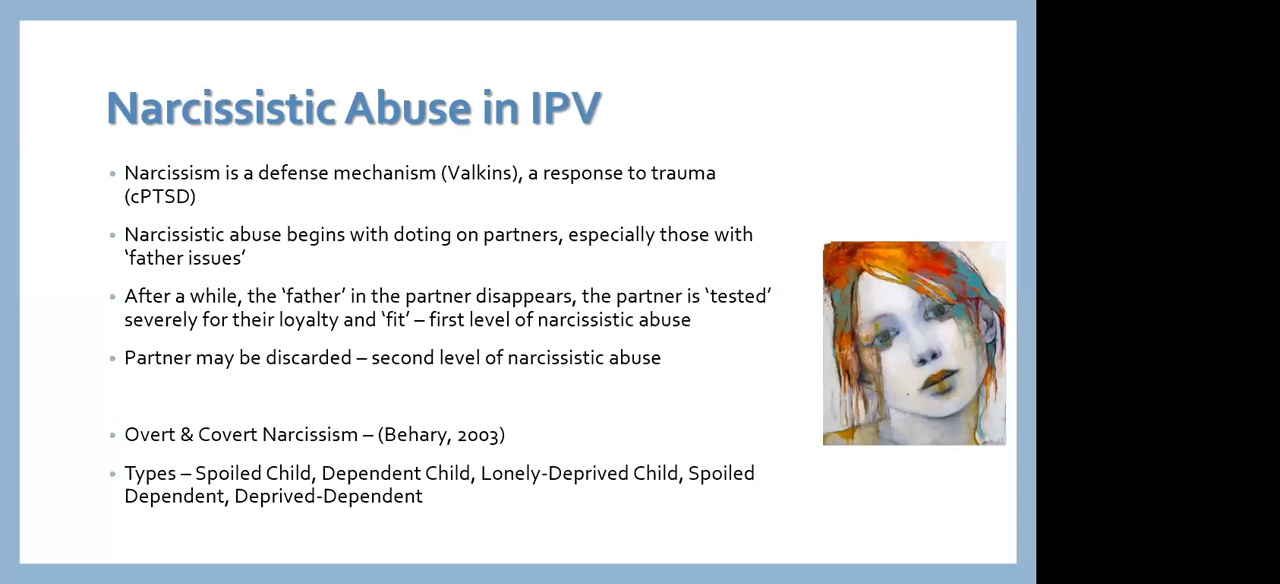 Narcissistic Abuse in IPV
• Narcissism is a defense mechanism (Valkins), a response to trauma
(cPTSD)
• Narcissistic abuse begins with doting on partners, especially those with
‘father issues’
• After a while, the ‘father’ in the partner disappears, the partner is ‘tested’
severely for their loyalty and ‘fit’ – first level of narcissistic abuse
• Partner may be discarded – second level of narcissistic abuse
• Overt & Covert Narcissism – (Behary, 2003)
• Types – Spoiled Child, Dependent Child, Lonely-Deprived Child, Spoiled
Dependent, Deprived-Dependent